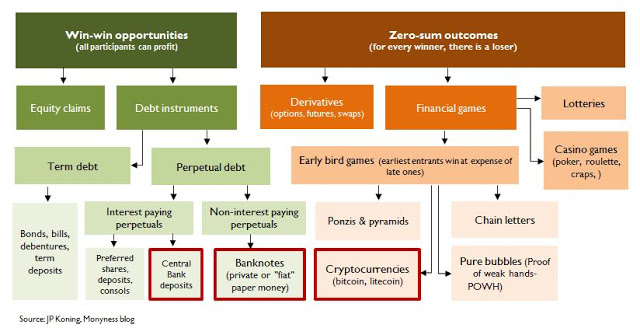 Win-win opportunities
(all participants can profit)
Zero-sum outcomes
(for every winner, there is a loser)
Equity claims
Debt instruments
Derivatives
(options, futures, swaps)
Financial games
Lotteries
Casino games
(poker, roulette,
craps, )
Term debt
Perpetual debt
Early bird games (earliest entrants win at expense of
late ones)
Bonds, bills,
debentures,
term
deposits
Interest paying
perpetuals
Non-interest paying
perpetuals
Ponzis & pyramids
Chain letters
Preferred
shares,
deposits,
consols
Central
Bank
deposits
Banknotes
(private or "fiat"
paper money)
Cryptocurrencies
(bitcoin, litecoin)
Pure bubbles (Proof
of weak hands-
POWH)
Source: JP Koning, Monyness blog